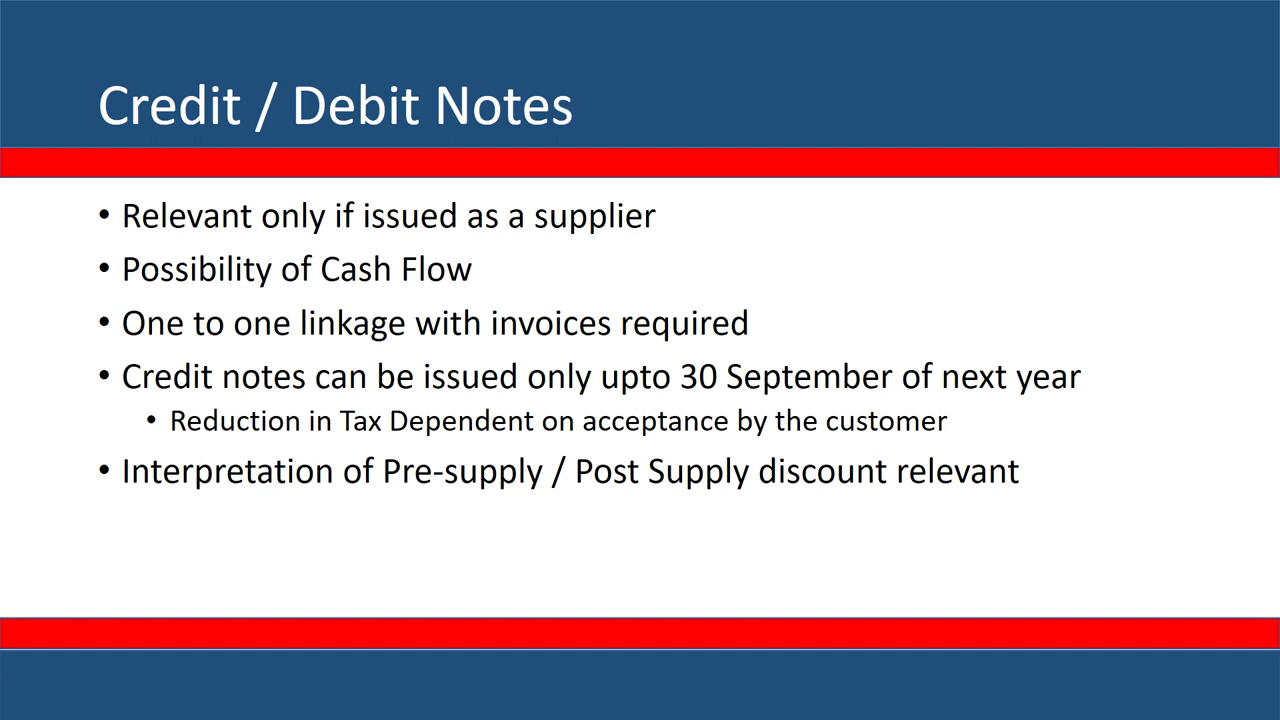 Credit / Debit Notes
• Relevant only if issued as a supplier
• Possibility of Cash Flow
• One to one linkage with invoices required
• Credit notes can be issued only upto 30 September of next year
• Reduction in Tax Dependent on acceptance by the customer
• Interpretation of Pre-supply / Post Supply discount relevant